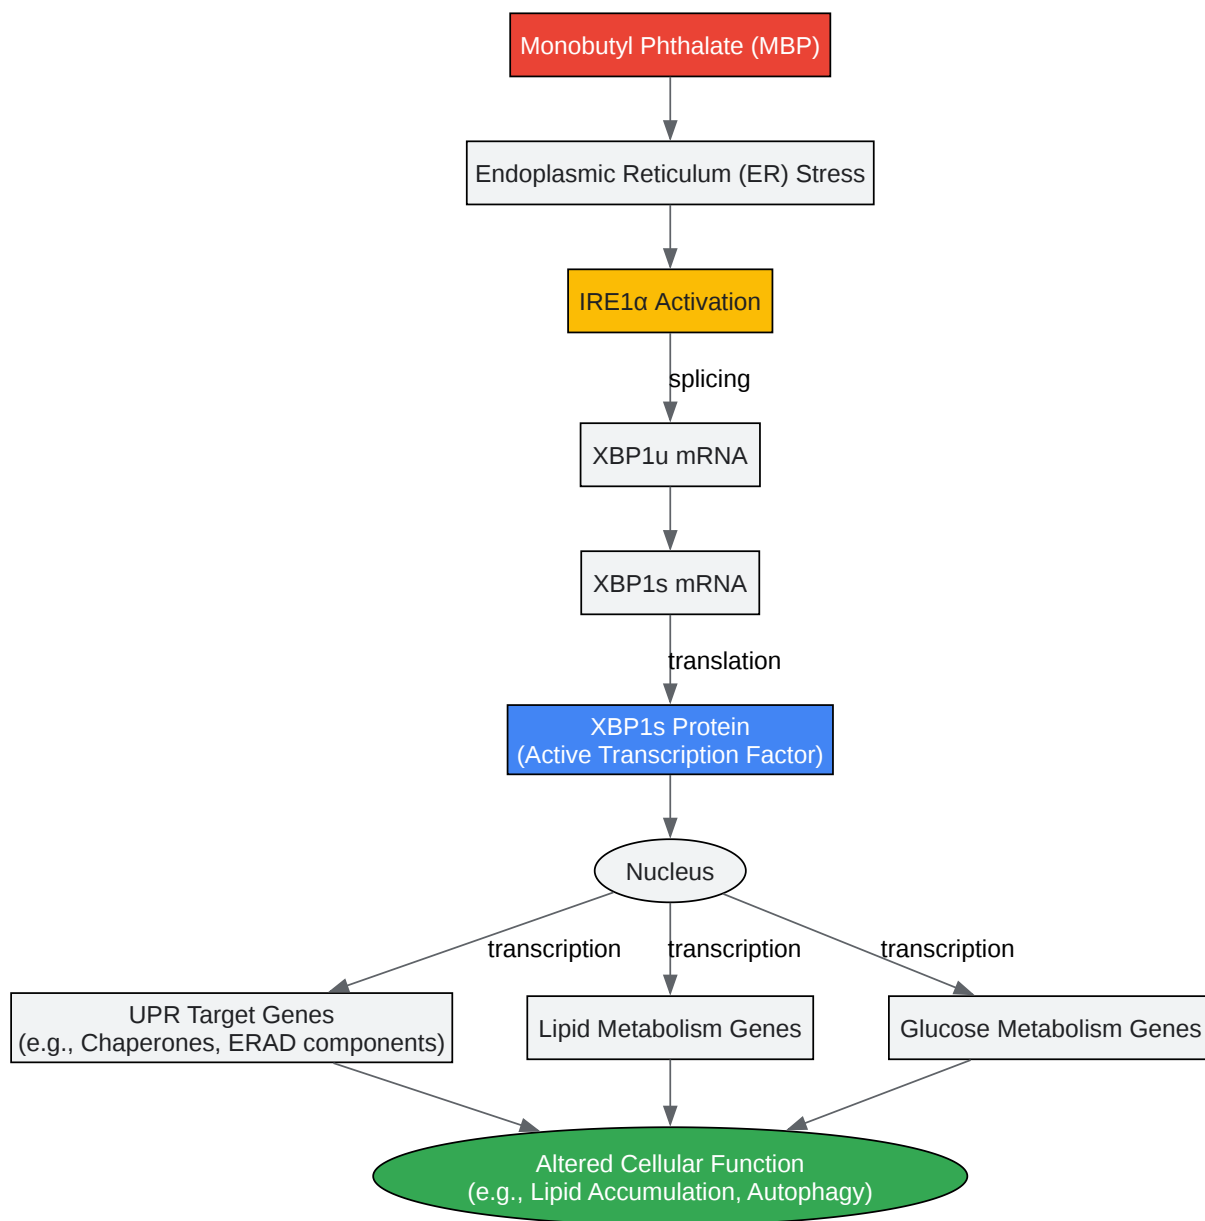 Monobutyl Phthalate (MBP)
Endoplasmic Reticulum (ER) Stress
IRE1α Activation
splicing
XBP1u mRNA
XBP1s mRNA
translation
XBP1s Protein
(Active Transcription Factor)
Nucleus
transcription
transcription
transcription
UPR Target Genes
(e.g., Chaperones, ERAD components)
Lipid Metabolism Genes
Glucose Metabolism Genes
Altered Cellular Function
(e.g., Lipid Accumulation, Autophagy)